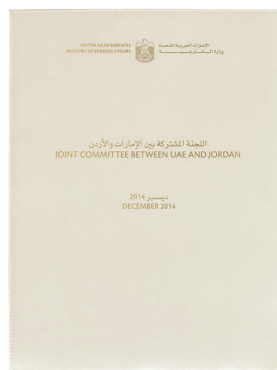 UNITED ARAB EMIRATES
MINISTRY OF FOREIGN AFFAIRS
الإمارات العربية المتحدة
وزارة الخارجية
اللجنة المشتركة بين الإمارات والأردن
JOINT COMMITTEE BETWEEN UAE AND JORDAN
ديسمبر 2014
DECEMBER 2014